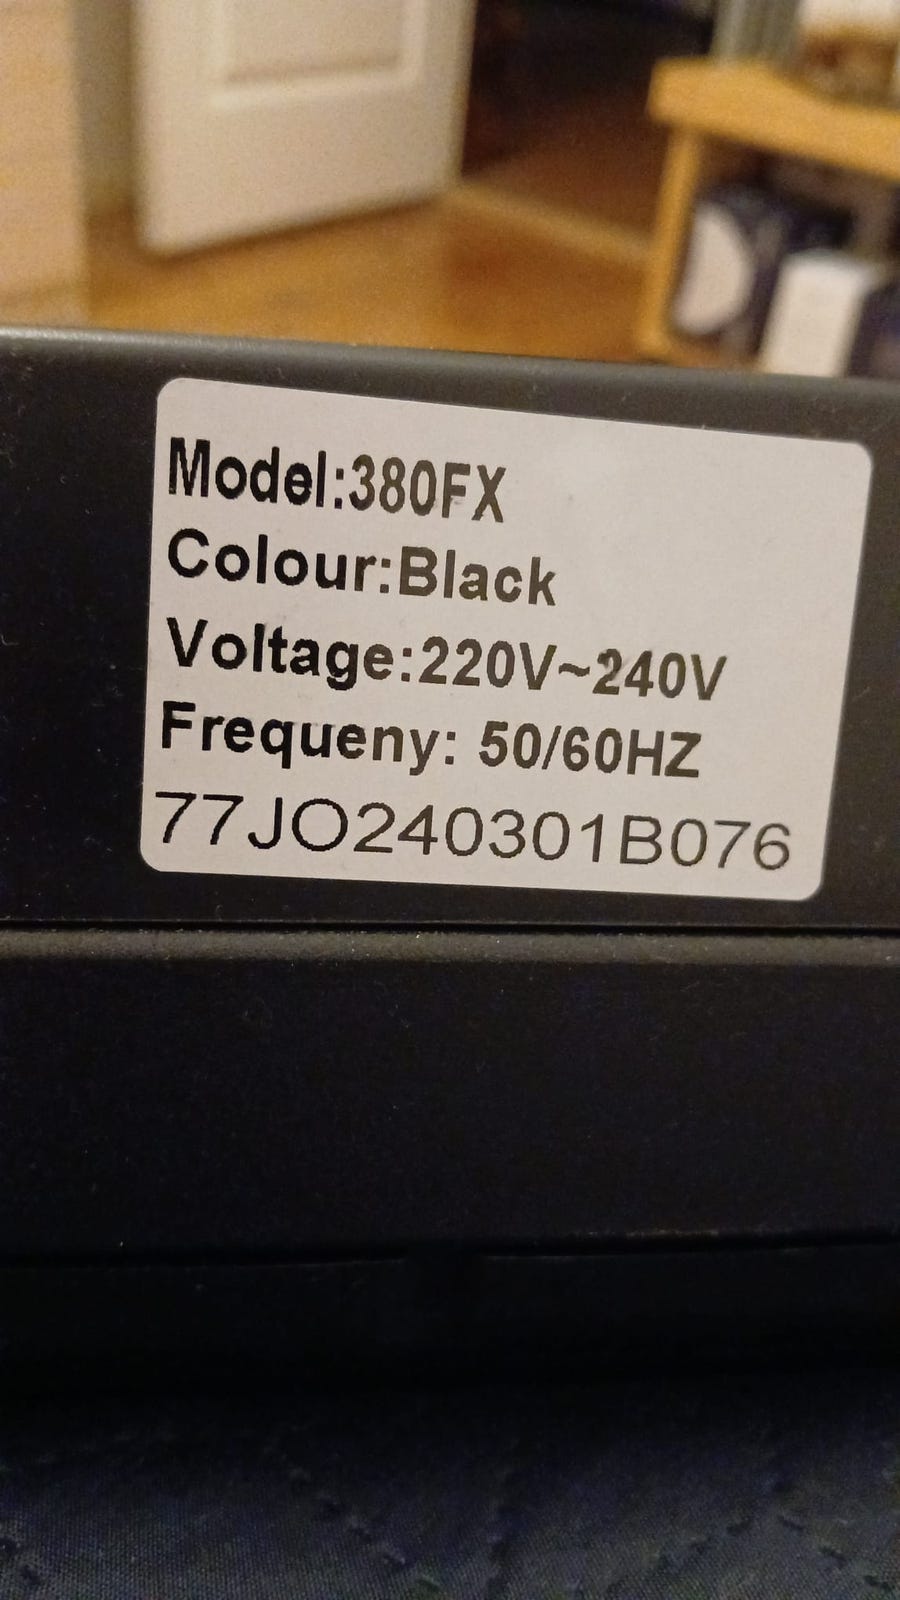 Model:380FX
Colour:Black
Voltage:220V~240V
Frequeny: 50/60HZ
77JO240301B076